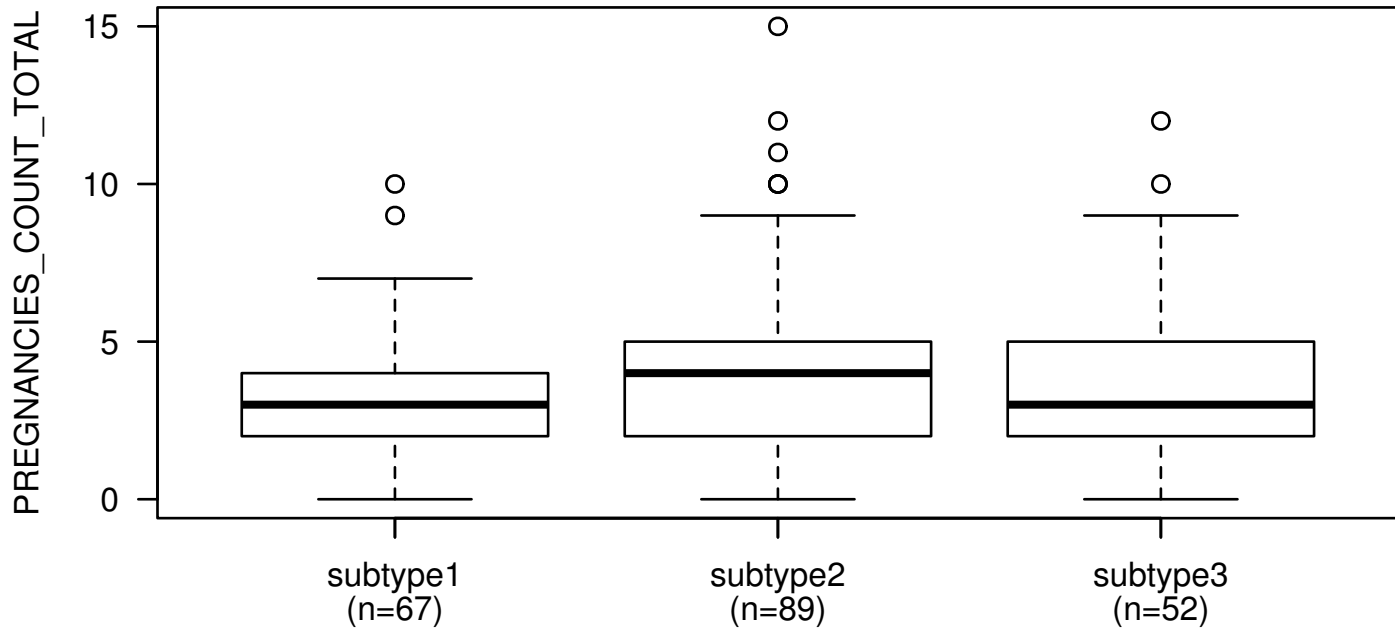 PREGNANCIES_COUNT_TOTAL
15
10
5
0
subtype1
(n=67)
subtype2
(n=89)
subtype3
(n=52)